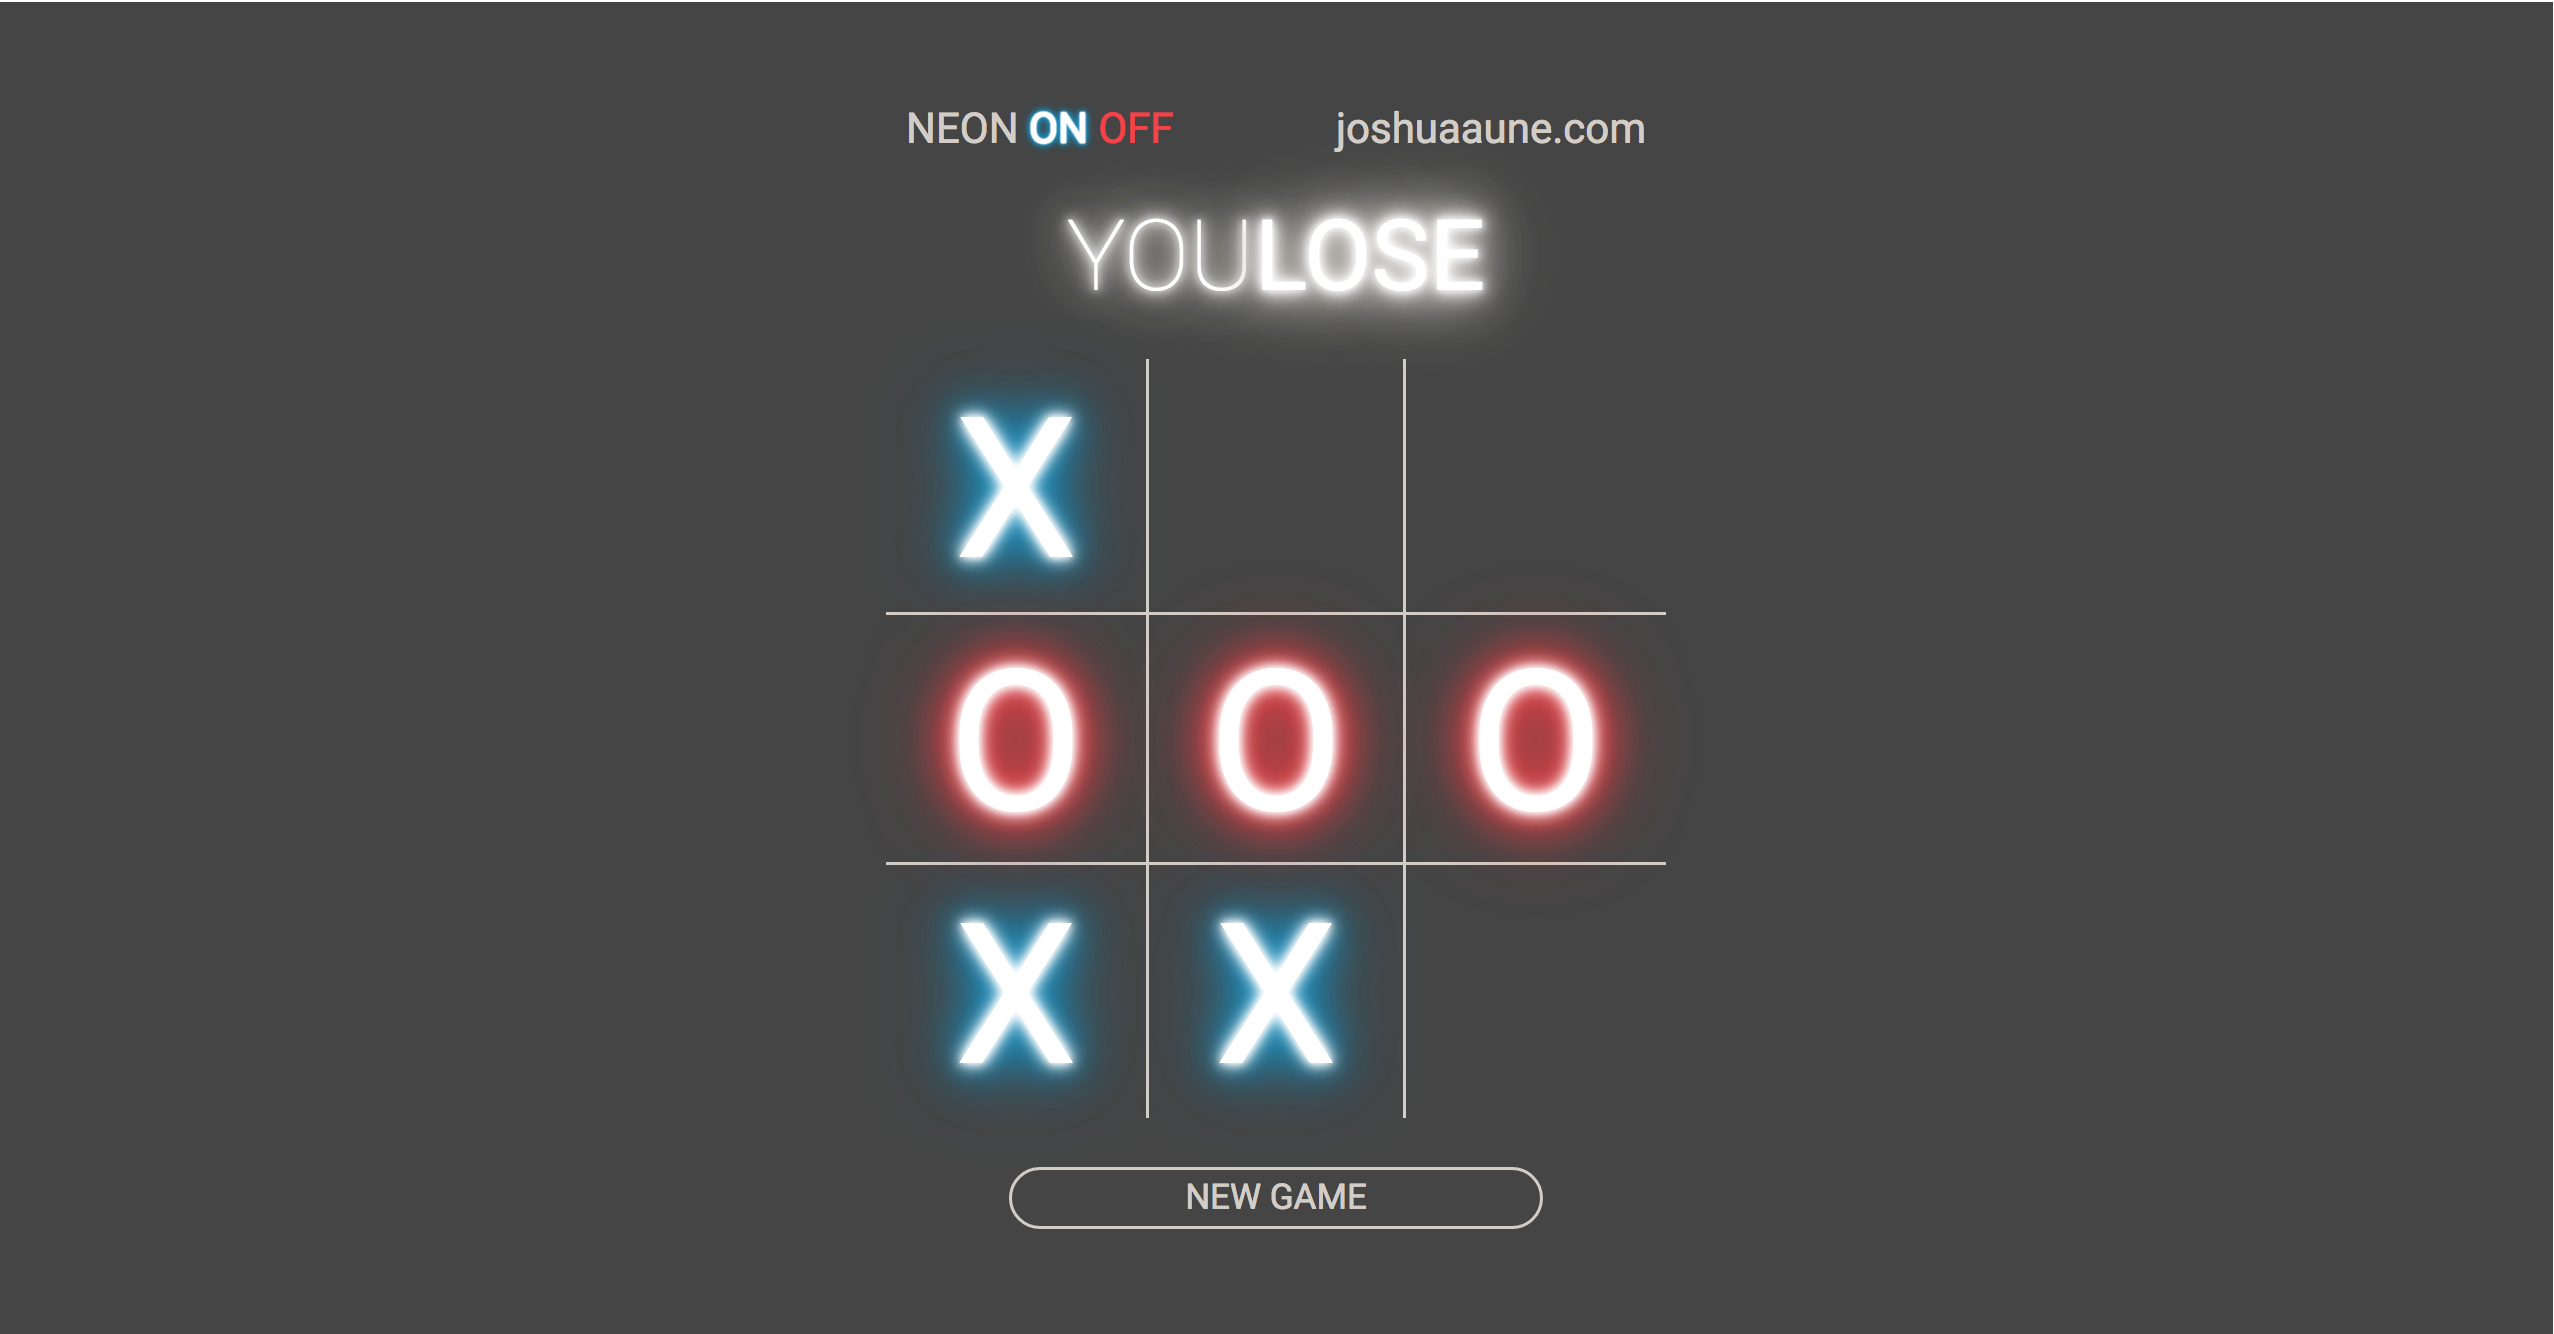 NEON ON OFF joshuaaune.com
YOULOSE
X
O O O
X X
NEW GAME